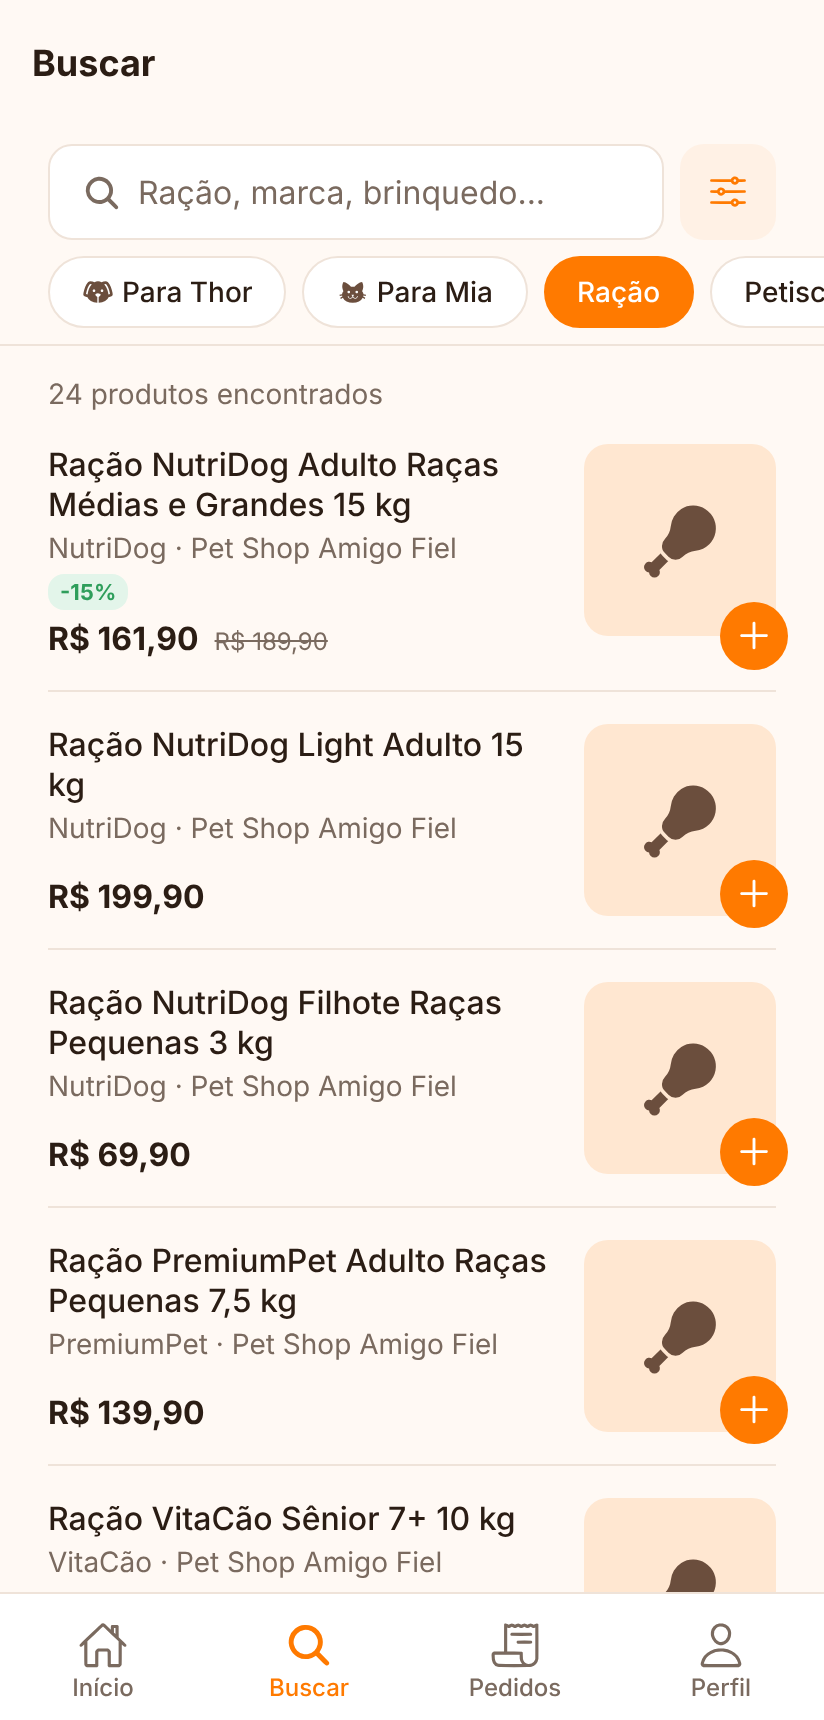 Buscar
Ração, marca, brinquedo...
Para Thor
Para Mia
Ração
Petisc
24 produtos encontrados
Ração NutriDog Adulto Raças
Médias e Grandes 15 kg
NutriDog · Pet Shop Amigo Fiel
-15%
R$ 161,90 R$ 189,90
Ração NutriDog Light Adulto 15
kg
NutriDog · Pet Shop Amigo Fiel
R$ 199,90
Ração NutriDog Filhote Raças
Pequenas 3 kg
NutriDog · Pet Shop Amigo Fiel
R$ 69,90
Ração PremiumPet Adulto Raças
Pequenas 7,5 kg
PremiumPet · Pet Shop Amigo Fiel
R$ 139,90
Ração VitaCão Sênior 7+ 10 kg
VitaCão · Pet Shop Amigo Fiel
Início
Buscar
Pedidos
Perfil